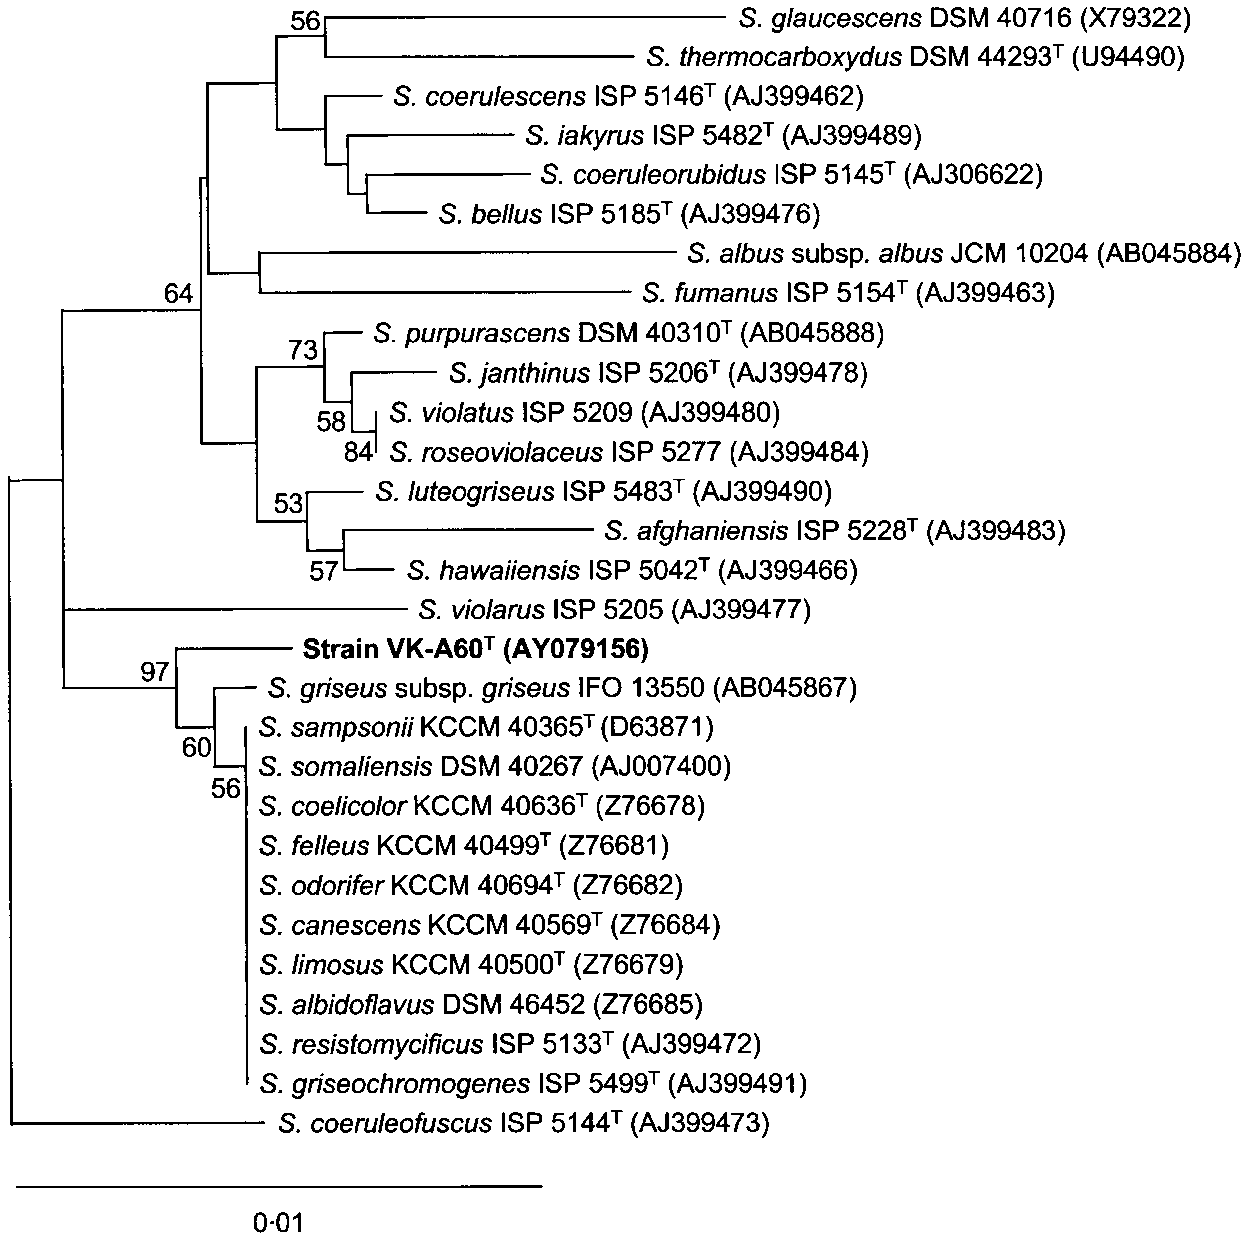 56
S. glaucescens DSM 40716 (X79322)
S. thermocarboxydus DSM 44293ᵀ (U94490)
S. coerulescens ISP 5146ᵀ (AJ399462)
S. iakyrus ISP 5482ᵀ (AJ399489)
S. coeruleorubidus ISP 5145ᵀ (AJ306622)
S. bellus ISP 5185ᵀ (AJ399476)
S. albus subsp. albus JCM 10204 (AB045884)
64
S. fumanus ISP 5154ᵀ (AJ399463)
S. purpurascens DSM 40310ᵀ (AB045888)
73
S. janthinus ISP 5206ᵀ (AJ399478)
S. violatus ISP 5209 (AJ399480)
58
84
S. roseoviolaceus ISP 5277 (AJ399484)
S. luteogriseus ISP 5483ᵀ (AJ399490)
53
S. afghaniensis ISP 5228ᵀ (AJ399483)
57
S. hawaiiensis ISP 5042ᵀ (AJ399466)
S. violarus ISP 5205 (AJ399477)
Strain VK-A60ᵀ (AY079156)
97
S. griseus subsp. griseus IFO 13550 (AB045867)
S. sampsonii KCCM 40365ᵀ (D63871)
60
S. somaliensis DSM 40267 (AJ007400)
56
S. coelicolor KCCM 40636ᵀ (Z76678)
S. felleus KCCM 40499ᵀ (Z76681)
S. odorifer KCCM 40694ᵀ (Z76682)
S. canescens KCCM 40569ᵀ (Z76684)
S. limosus KCCM 40500ᵀ (Z76679)
S. albidoflavus DSM 46452 (Z76685)
S. resistomycificus ISP 5133ᵀ (AJ399472)
S. griseochromogenes ISP 5499ᵀ (AJ399491)
S. coeruleofuscus ISP 5144ᵀ (AJ399473)
0·01